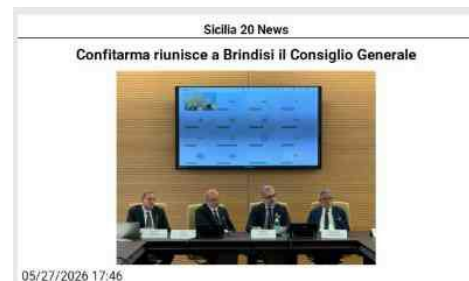 Sicilia 20 News
Confitarma riunisce a Brindisi il Consiglio Generale
05/27/2026 17:46